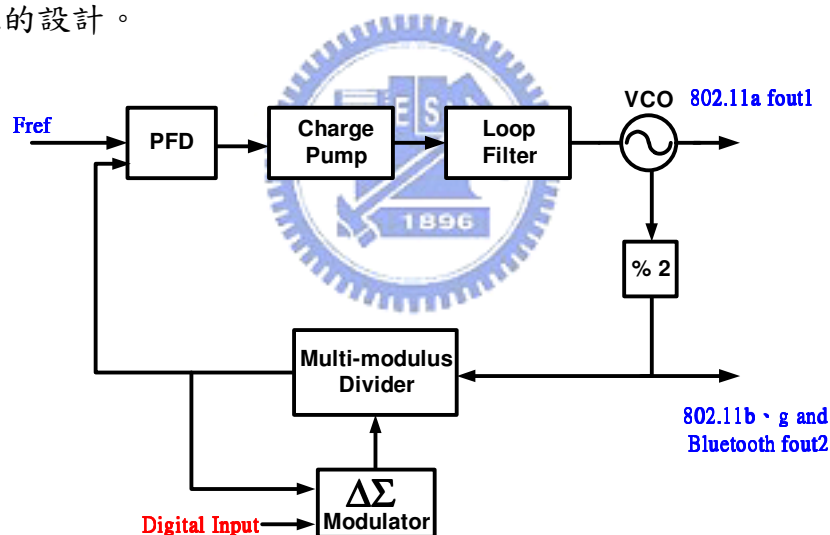 的設計。
VCO
802.11a fout1
Fref
PFD
Charge
Pump
Loop
Filter
E S
1896
% 2
Multi-modulus
Divider
802.11b、g and
Bluetooth fout2
ΔΣ
Modulator
Digital Input